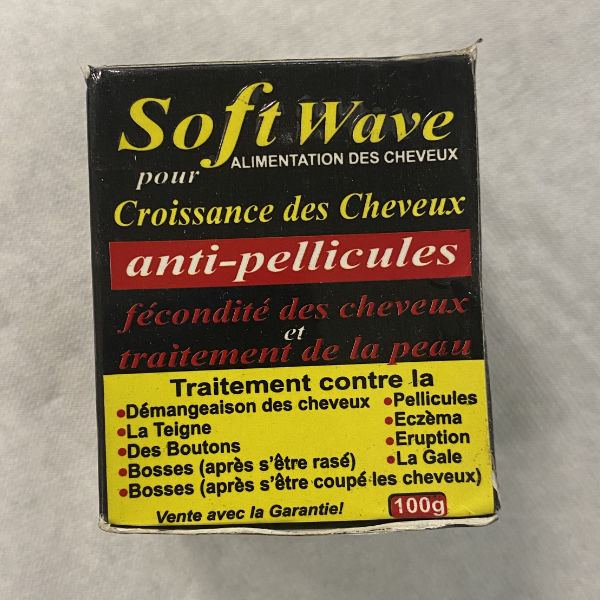 Soft Wave
ALIMENTATION DES CHEVEUX
pour
Croissance des Cheveux
anti-pellicules
fécondité des cheveux
et
traitement de la peau
Traitement contre la
•Démangeaison des cheveux
•La Teigne
•Des Boutons
•Bosses (après s'être rasé)
•Bosses (après s'être coupé les cheveux)
•Pellicules
•Eczèma
•Eruption
•La Gale
Vente avec la Garantie!
100g